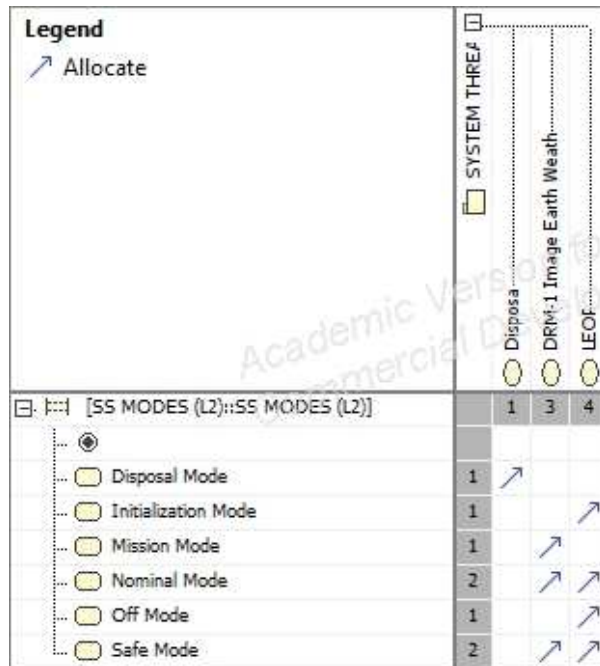 Legend
Allocate
SYSTEM THREA
Disposa
DRM-1 Image Earth Weath
LEOP
Academic Version fo
Commercial Develo
[SS MODES (L2)::SS MODES (L2)] 1 3 4
Disposal Mode 1
Initialization Mode 1
Mission Mode 1
Nominal Mode 2
Off Mode 1
Safe Mode 2